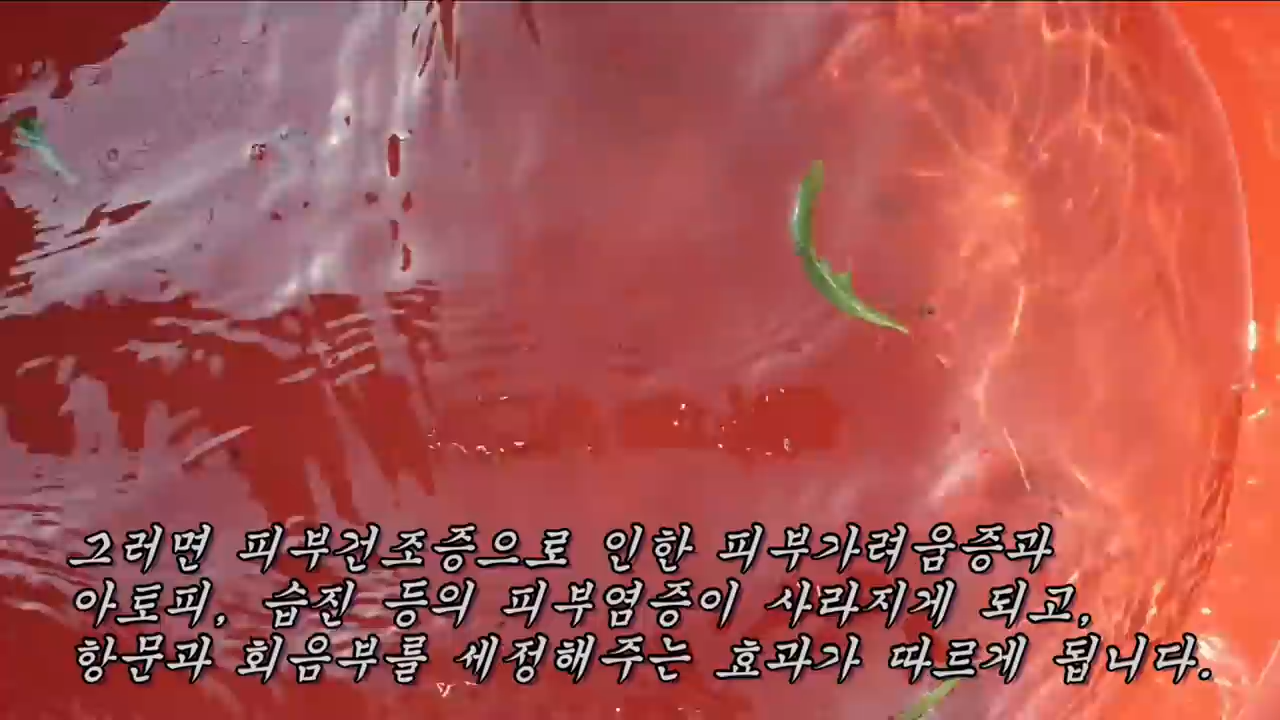 그러면 피부건조증으로 인한 피부가려움증과
아토피, 습진 등의 피부염증이 사라지게 되고,
항문과 회음부를 세정해주는 효과가 따르게 됩니다.